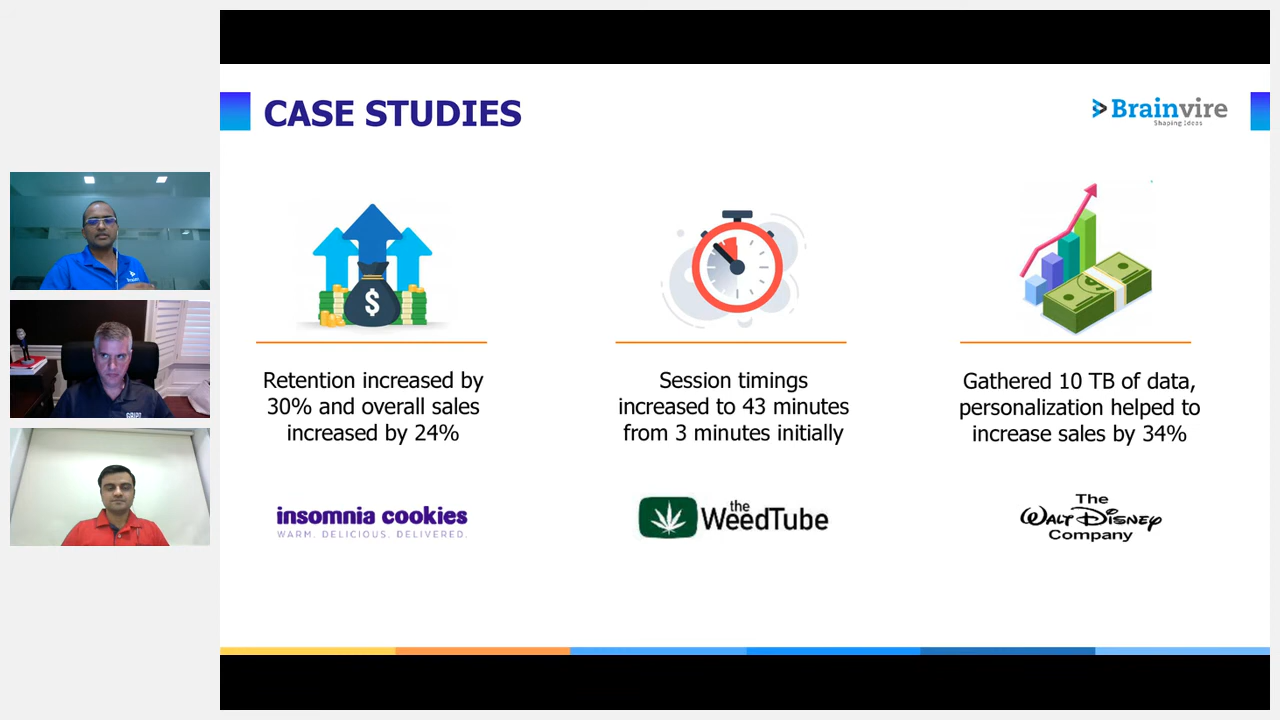 CASE STUDIES
Brainvire
Shaping Ideas
$
Retention increased by
30% and overall sales
increased by 24%
Session timings
increased to 43 minutes
from 3 minutes initially
Gathered 10 TB of data,
personalization helped to
increase sales by 34%
insomnia cookies
WARM. DELICIOUS. DELIVERED.
the
WeedTube
The
WALT DISNEY
Company